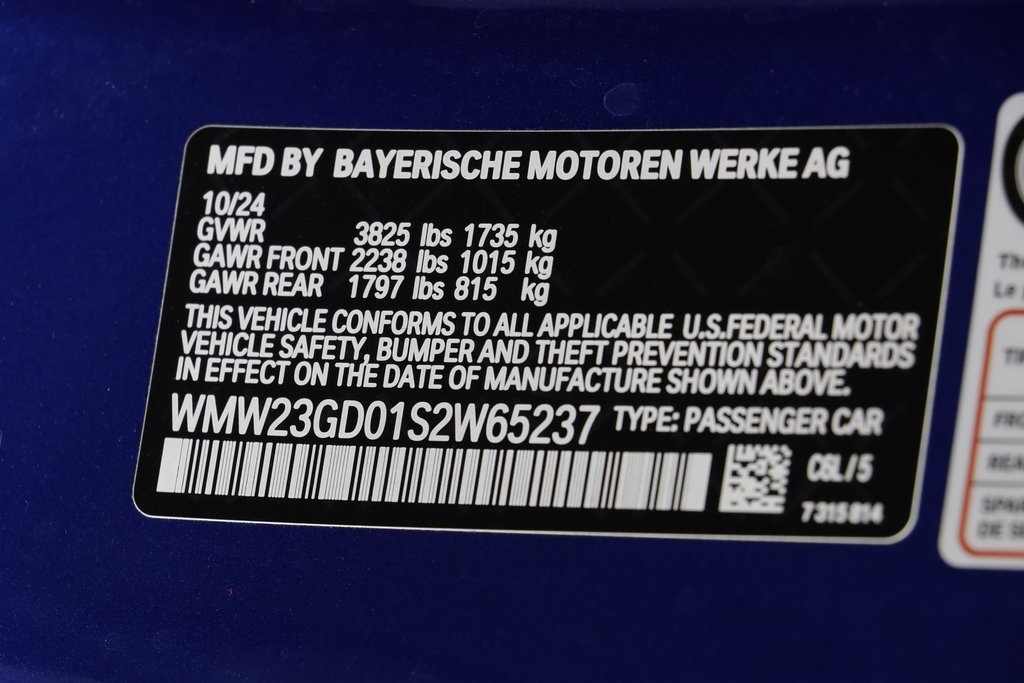 MFD BY BAYERISCHE MOTOREN WERKE AG
10/24
GVWR 3825 lbs 1735 kg
GAWR FRONT 2238 lbs 1015 kg
GAWR REAR 1797 lbs 815 kg
THIS VEHICLE CONFORMS TO ALL APPLICABLE U.S.FEDERAL MOTOR
VEHICLE SAFETY, BUMPER AND THEFT PREVENTION STANDARDS
IN EFFECT ON THE DATE OF MANUFACTURE SHOWN ABOVE.
WMW23GD01S2W65237 TYPE: PASSENGER CAR
C6L/5
7315814
Le
DE